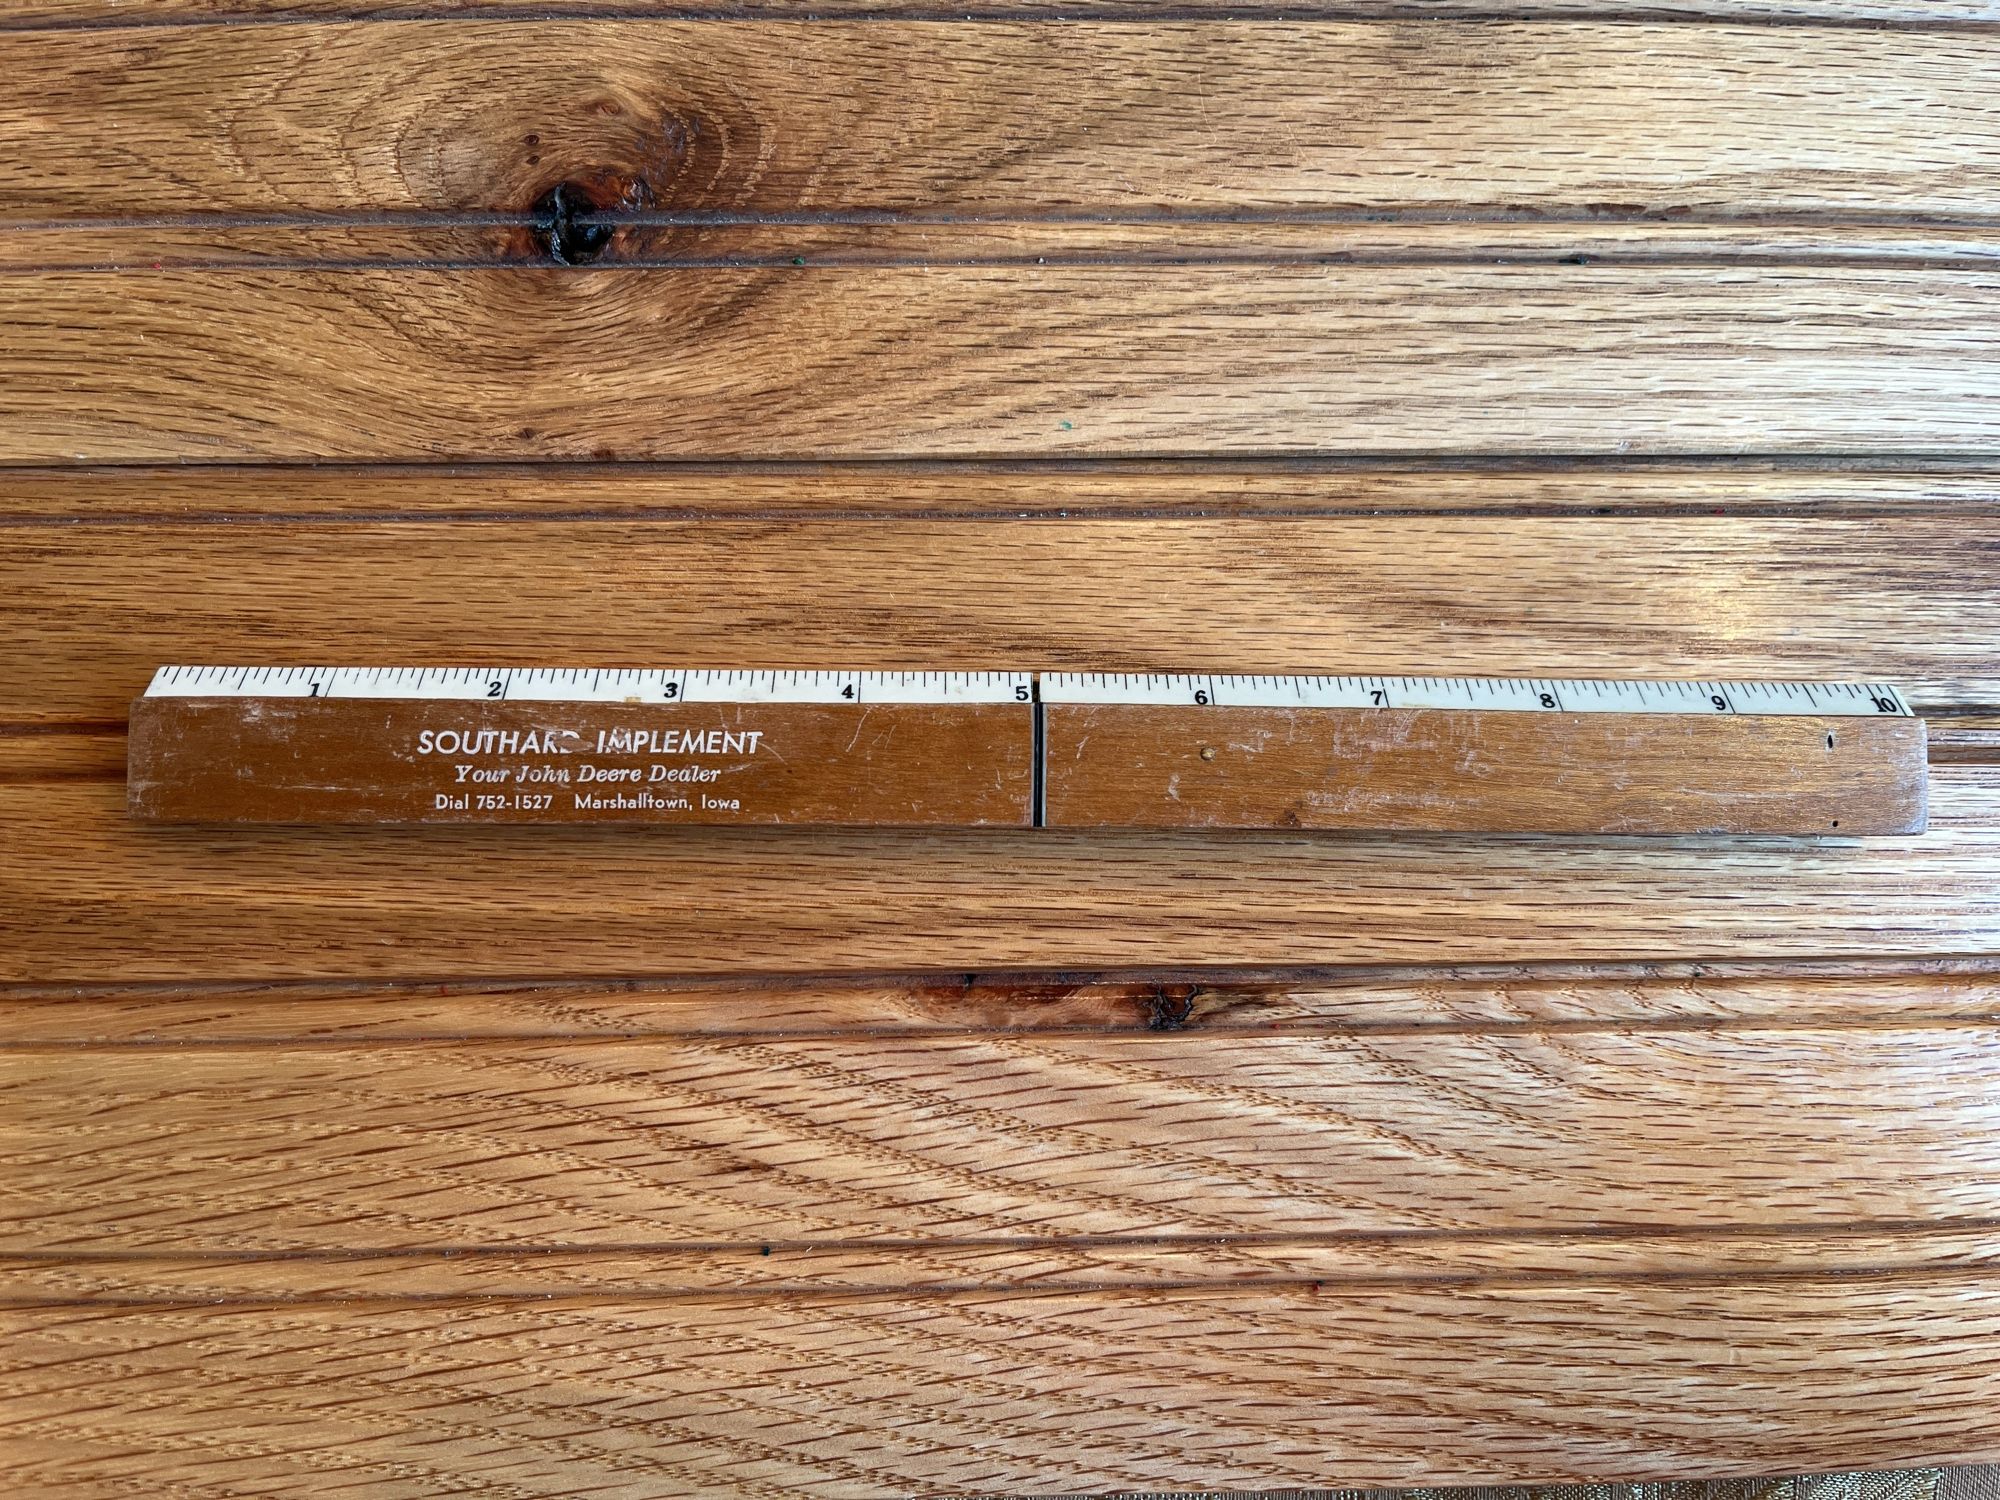 1 2 3 4 5 6 7 8 9 10
SOUTHARD IMPLEMENT
Your John Deere Dealer
Dial 752-1527 Marshalltown, Iowa